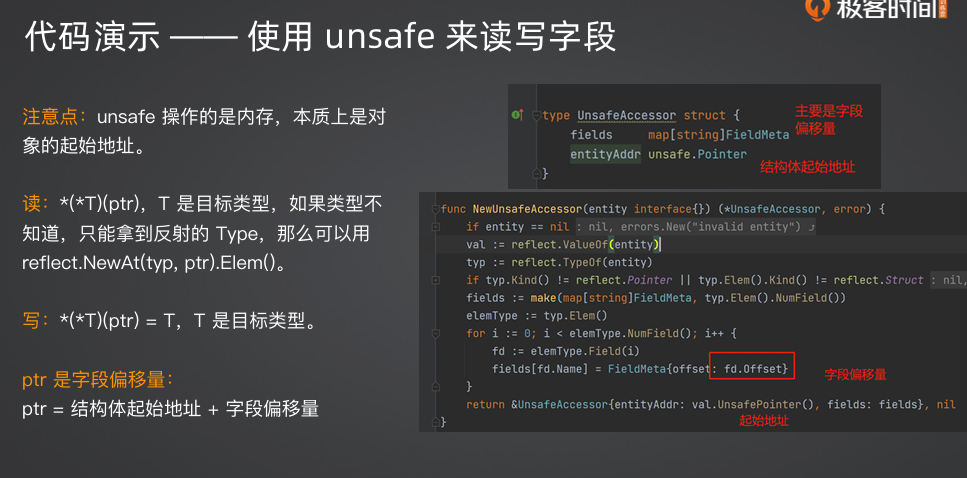 极客时间
代码演示 —— 使用 unsafe 来读写字段
注意点：unsafe 操作的是内存，本质上是对
象的起始地址。
读：*(*T)(ptr)，T 是目标类型，如果类型不
知道，只能拿到反射的 Type，那么可以用
reflect.NewAt(typ, ptr).Elem()。
写：*(*T)(ptr) = T，T 是目标类型。
ptr 是字段偏移量：
ptr = 结构体起始地址 + 字段偏移量
type UnsafeAccessor struct {
fields map[string]FieldMeta
entityAddr unsafe.Pointer
}
主要是字段
偏移量
结构体起始地址
func NewUnsafeAccessor(entity interface{}) (*UnsafeAccessor, error) {
if entity == nil : nil, errors.New("invalid entity")
val := reflect.ValueOf(entity)
typ := reflect.TypeOf(entity)
if typ.Kind() != reflect.Pointer || typ.Elem().Kind() != reflect.Struct : nil,
fields := make(map[string]FieldMeta, typ.Elem().NumField())
elemType := typ.Elem()
for i := 0; i < elemType.NumField(); i++ {
fd := elemType.Field(i)
fields[fd.Name] = FieldMeta{offset: fd.Offset}
字段偏移量
}
return &UnsafeAccessor{entityAddr: val.UnsafePointer(), fields: fields}, nil
起始地址
}